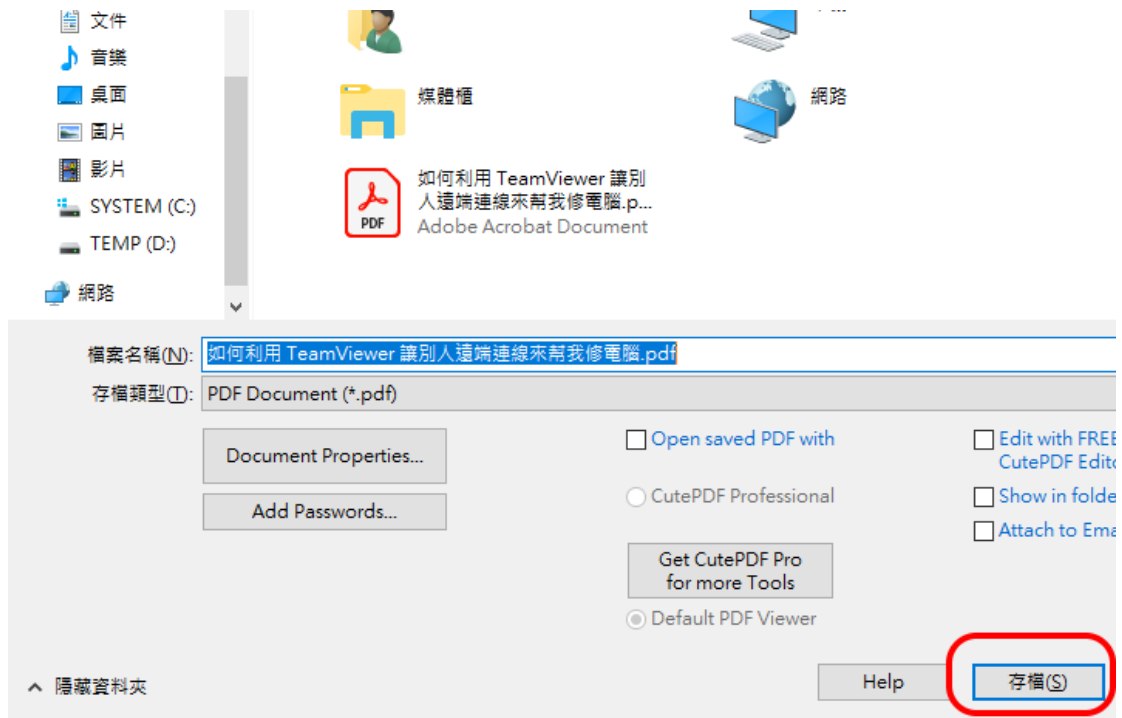 文件
音樂
桌面
圖片
影片
SYSTEM (C:)
TEMP (D:)
網路
媒體櫃
網路
如何利用 TeamViewer 讓別
人遠端連線來幫我修電腦.p...
Adobe Acrobat Document
PDF
檔案名稱(N): 如何利用 TeamViewer 讓別人遠端連線來幫我修電腦.pdf
存檔類型(T): PDF Document (*.pdf)
Document Properties...
Add Passwords...
Open saved PDF with
CutePDF Professional
Get CutePDF Pro
for more Tools
Default PDF Viewer
Edit with FREE
CutePDF Edito
Show in folde
Attach to Ema
隱藏資料夾
Help
存檔(S)